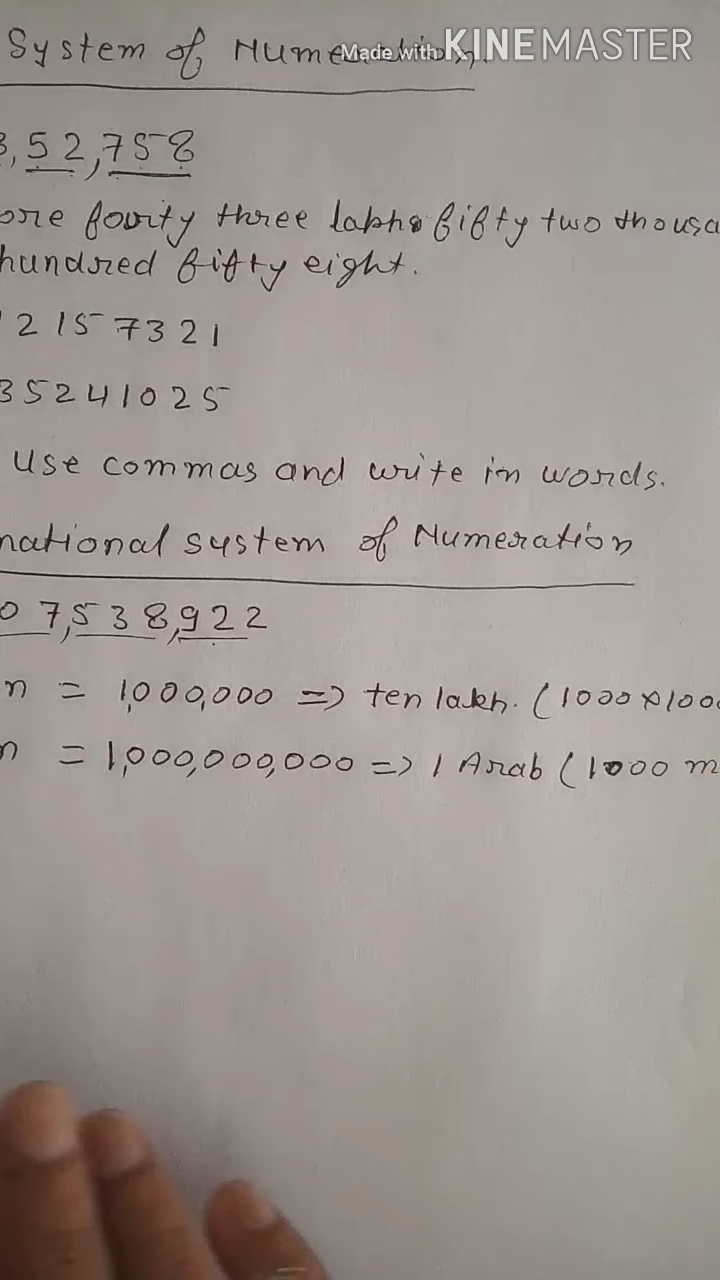 System of Numeration.
Made with KINEMASTER
3,52,758
ore fourty three lakhs fifty two thousa
hundred fifty eight.
2157321
35241025
Use commas and write in words.
national system of Numeration
07,538,922
n = 1,000,000 => ten lakh. (1000×100
n = 1,000,000,000 => 1 Arab (1000 m